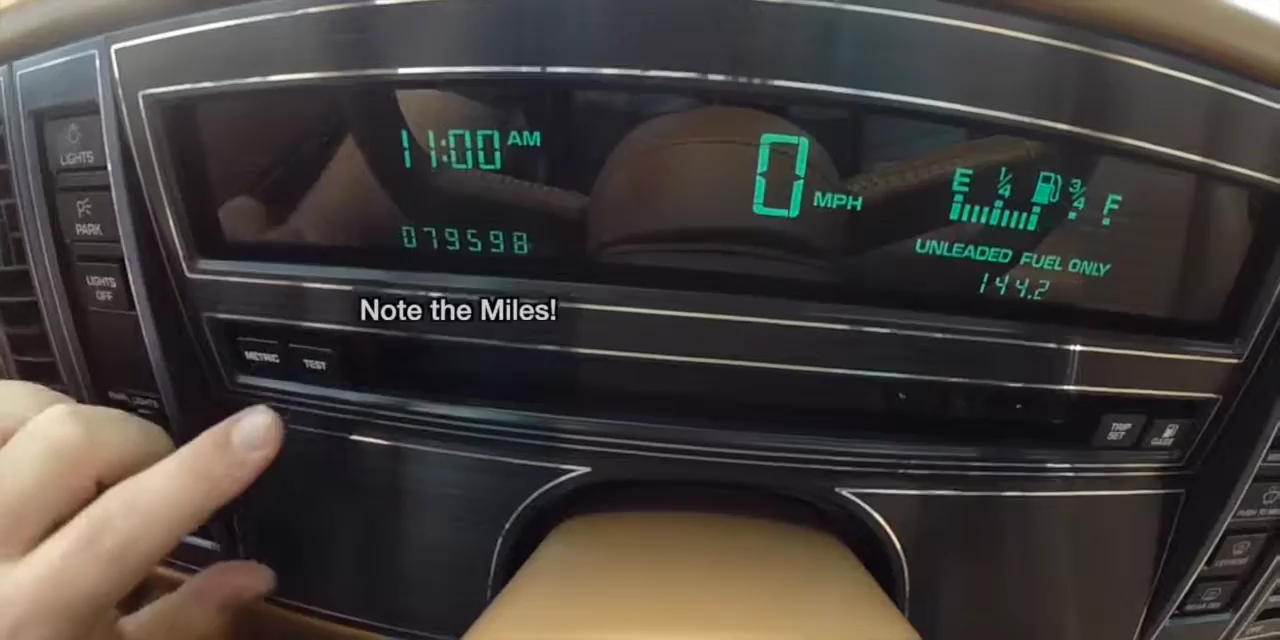 LIGHTS
PARK
LIGHTS
OFF
11:00 AM
079598
0 MPH
E 1/4 3/4 F
UNLEADED FUEL ONLY
144.2
Note the Miles!
METRIC
TEST
TRIP
SET